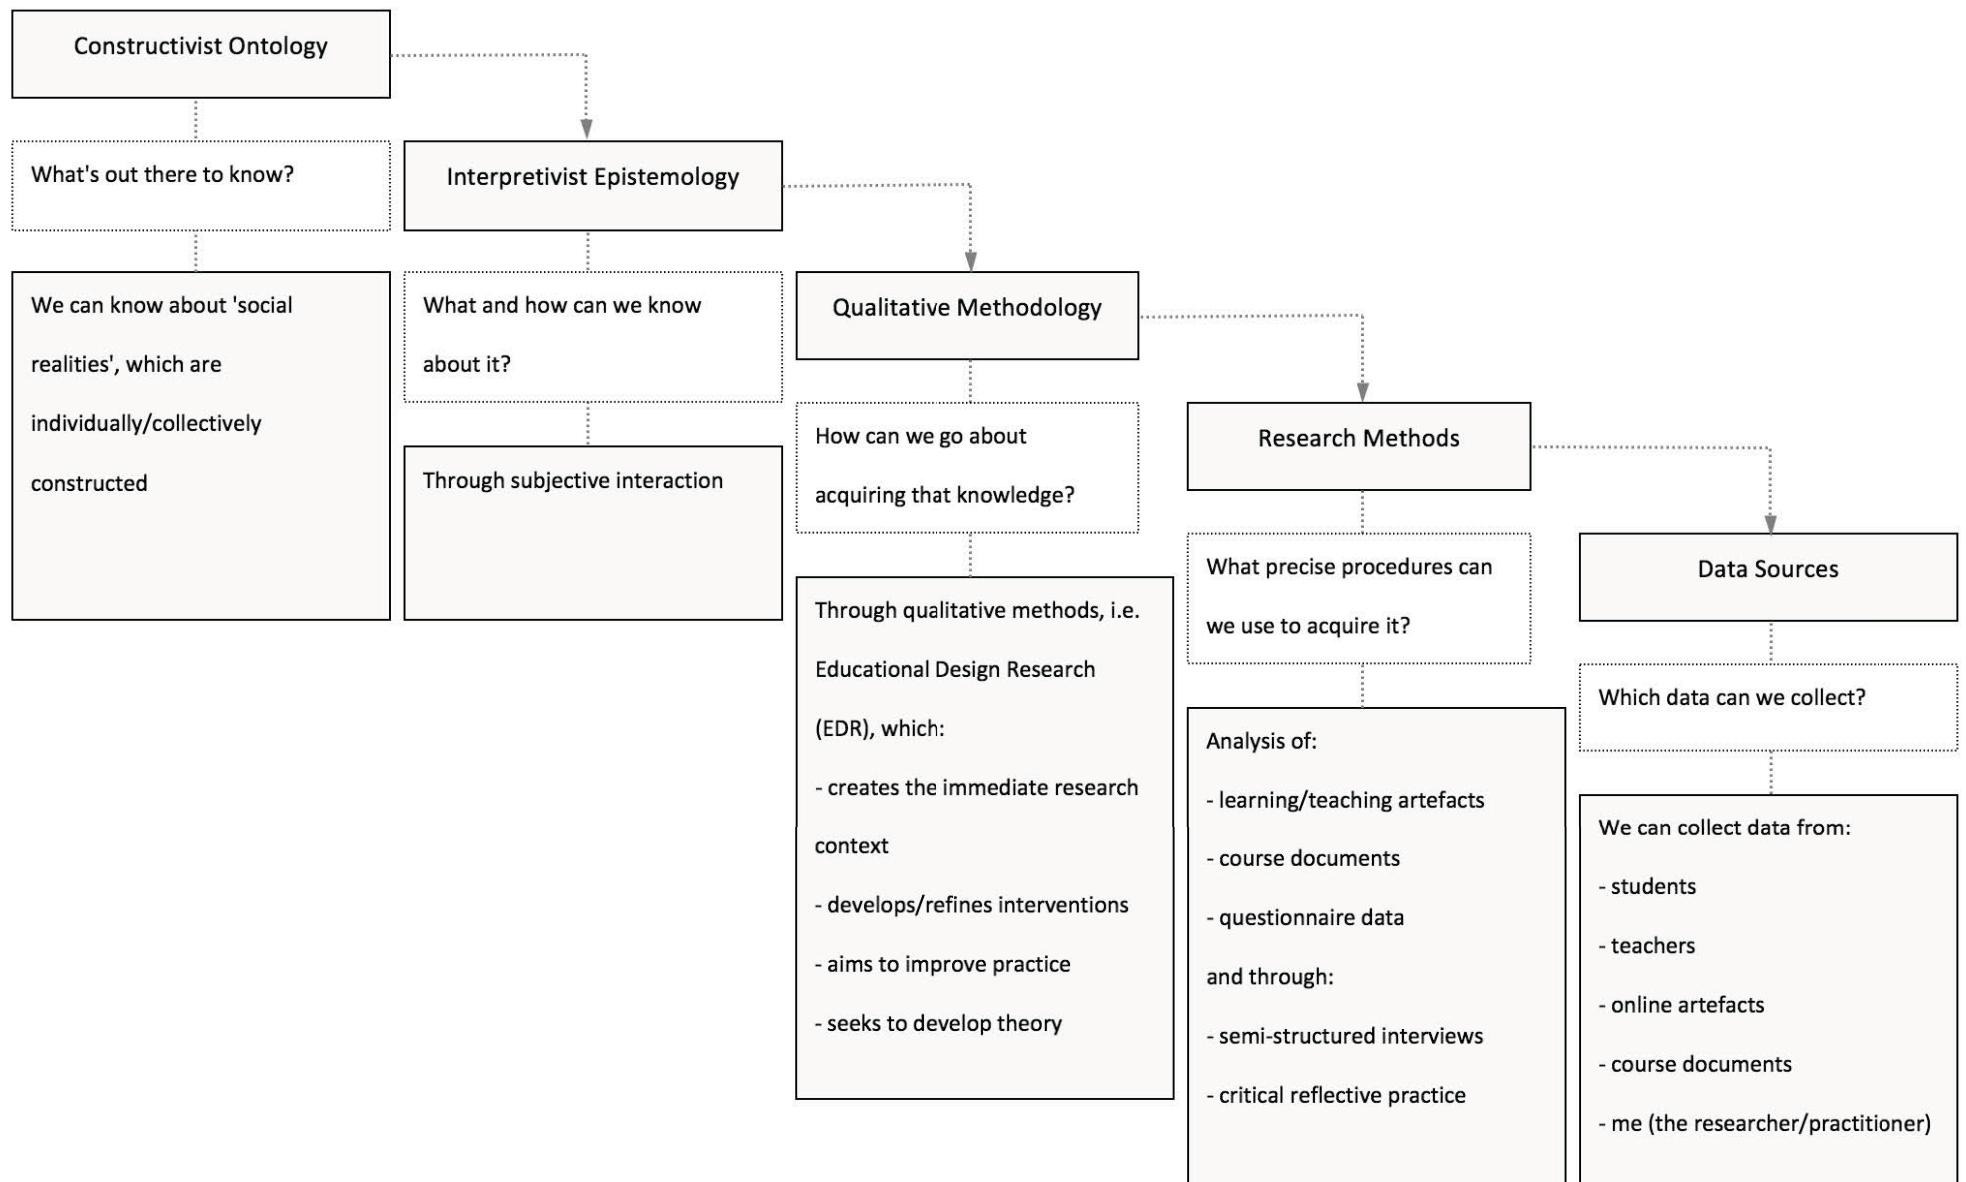 Constructivist Ontology
What's out there to know?
We can know about 'social
realities', which are
individually/collectively
constructed
Interpretivist Epistemology
What and how can we know
about it?
Through subjective interaction
Qualitative Methodology
How can we go about
acquiring that knowledge?
Through qualitative methods, i.e.
Educational Design Research
(EDR), which:
- creates the immediate research
context
- develops/refines interventions
- aims to improve practice
- seeks to develop theory
Research Methods
What precise procedures can
we use to acquire it?
Analysis of:
- learning/teaching artefacts
- course documents
- questionnaire data
and through:
- semi-structured interviews
- critical reflective practice
Data Sources
Which data can we collect?
We can collect data from:
- students
- teachers
- online artefacts
- course documents
- me (the researcher/practitioner)